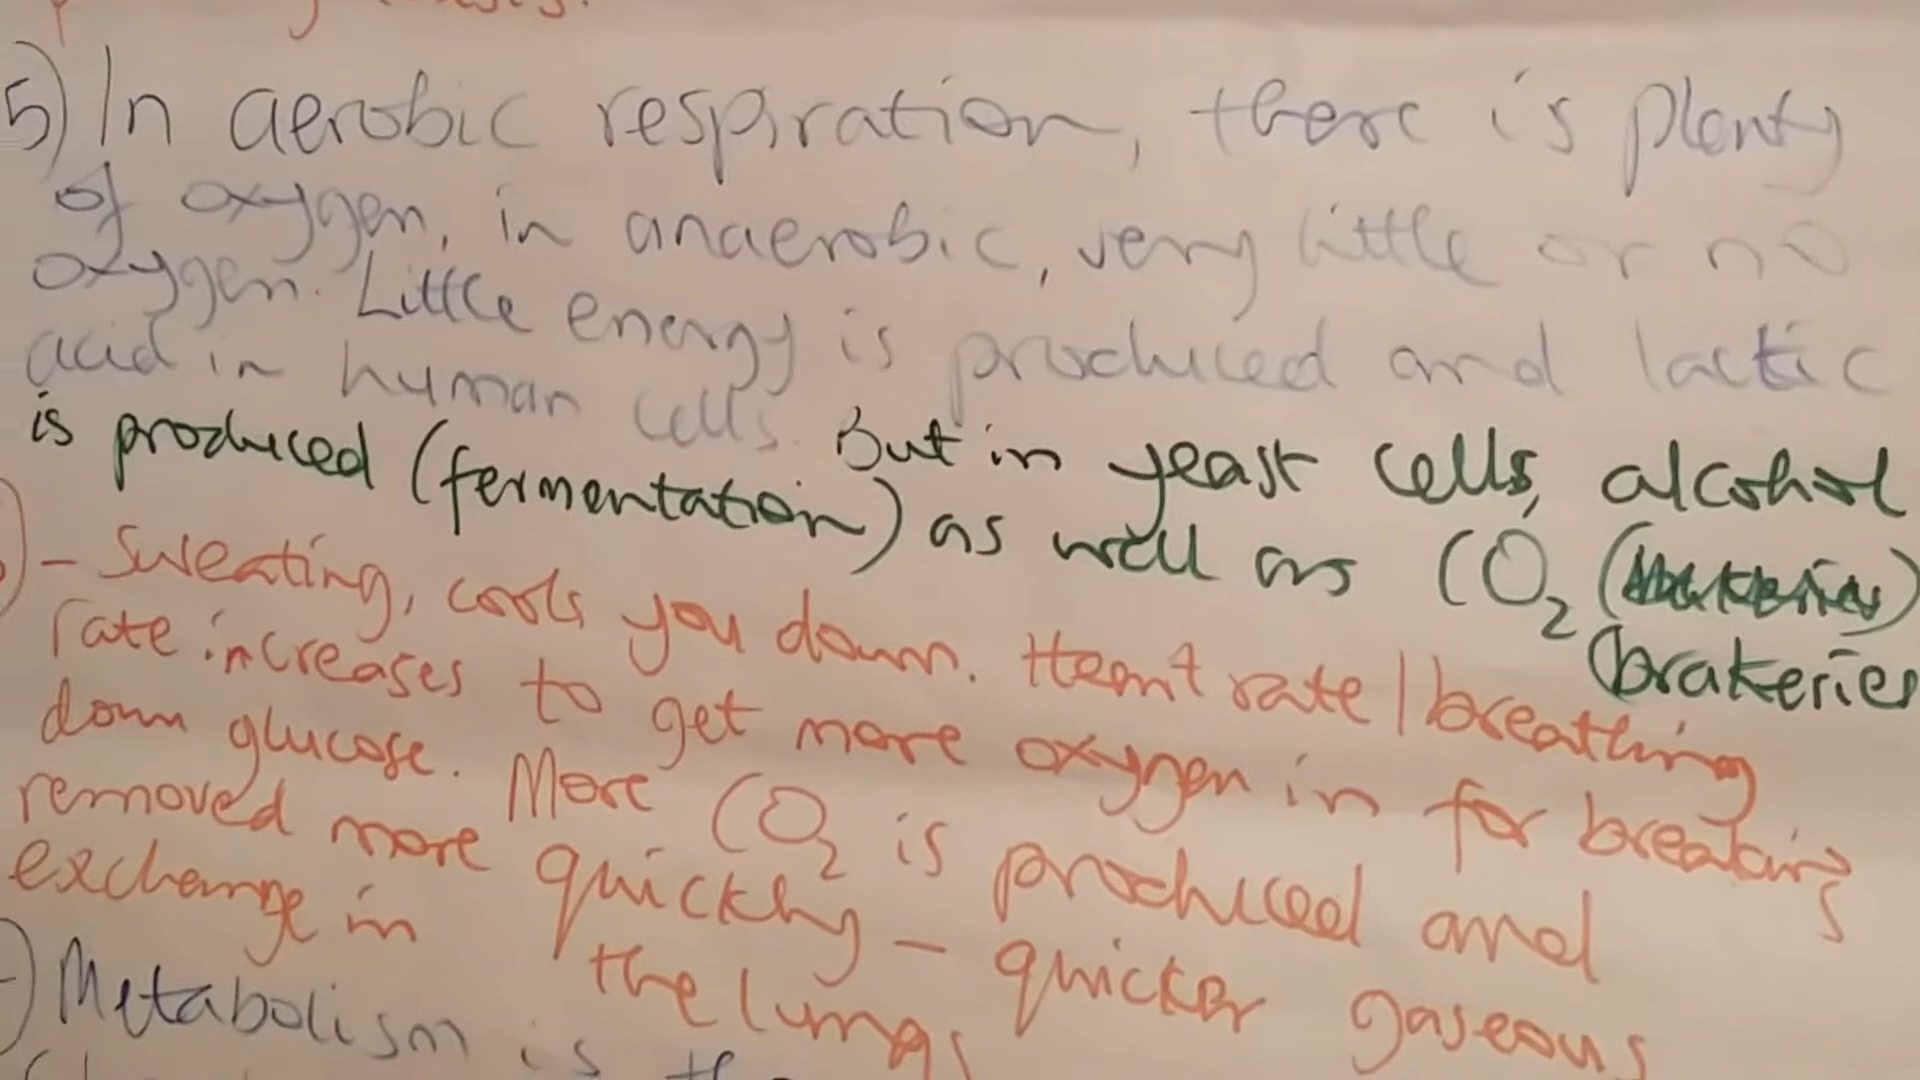 5) In aerobic respiration, there is plenty
of oxygen, in anaerobic, very little or no
oxygen. Little energy is produced and lactic
acid in human cells. But in yeast cells, alcohol
is produced (fermentation) as well as CO2
(brakeries
- Sweating, cools you down. Heart rate/breathing
rate increases to get more oxygen in for breaking
down glucose. More CO2 is produced and
removed more quickly - quicker gaseous
exchange in the lungs
) Metabolism is